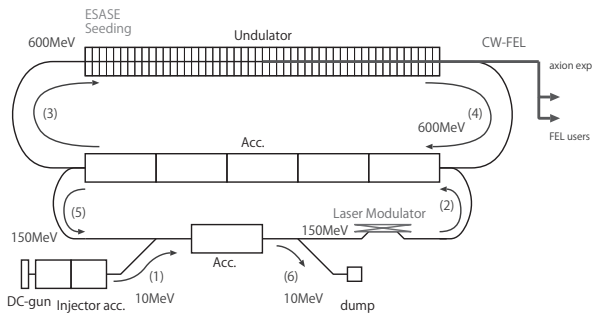 ESASE
Seeding
Undulator
600MeV
CW-FEL
axion exp
(3)
(4)
600MeV
FEL users
Acc.
(5)
(2)
Laser Modulator
150MeV
150MeV
Acc.
(1)
(6)
DC-gun
Injector acc.
10MeV
10MeV
dump